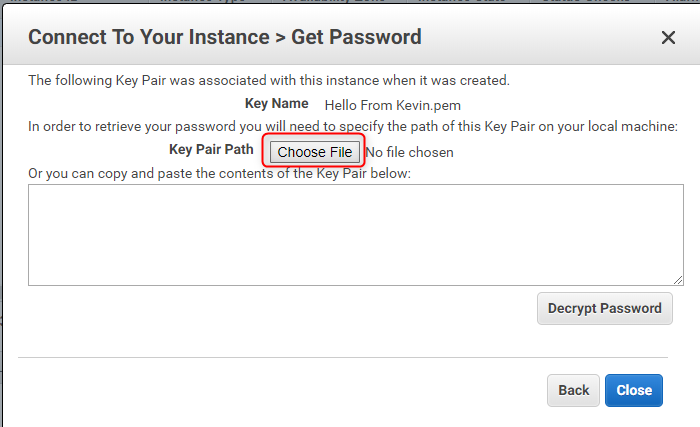 Connect To Your Instance > Get Password
The following Key Pair was associated with this instance when it was created.
Key Name Hello From Kevin.pem
In order to retrieve your password you will need to specify the path of this Key Pair on your local machine:
Key Pair Path Choose File No file chosen
Or you can copy and paste the contents of the Key Pair below:
Decrypt Password
Back Close